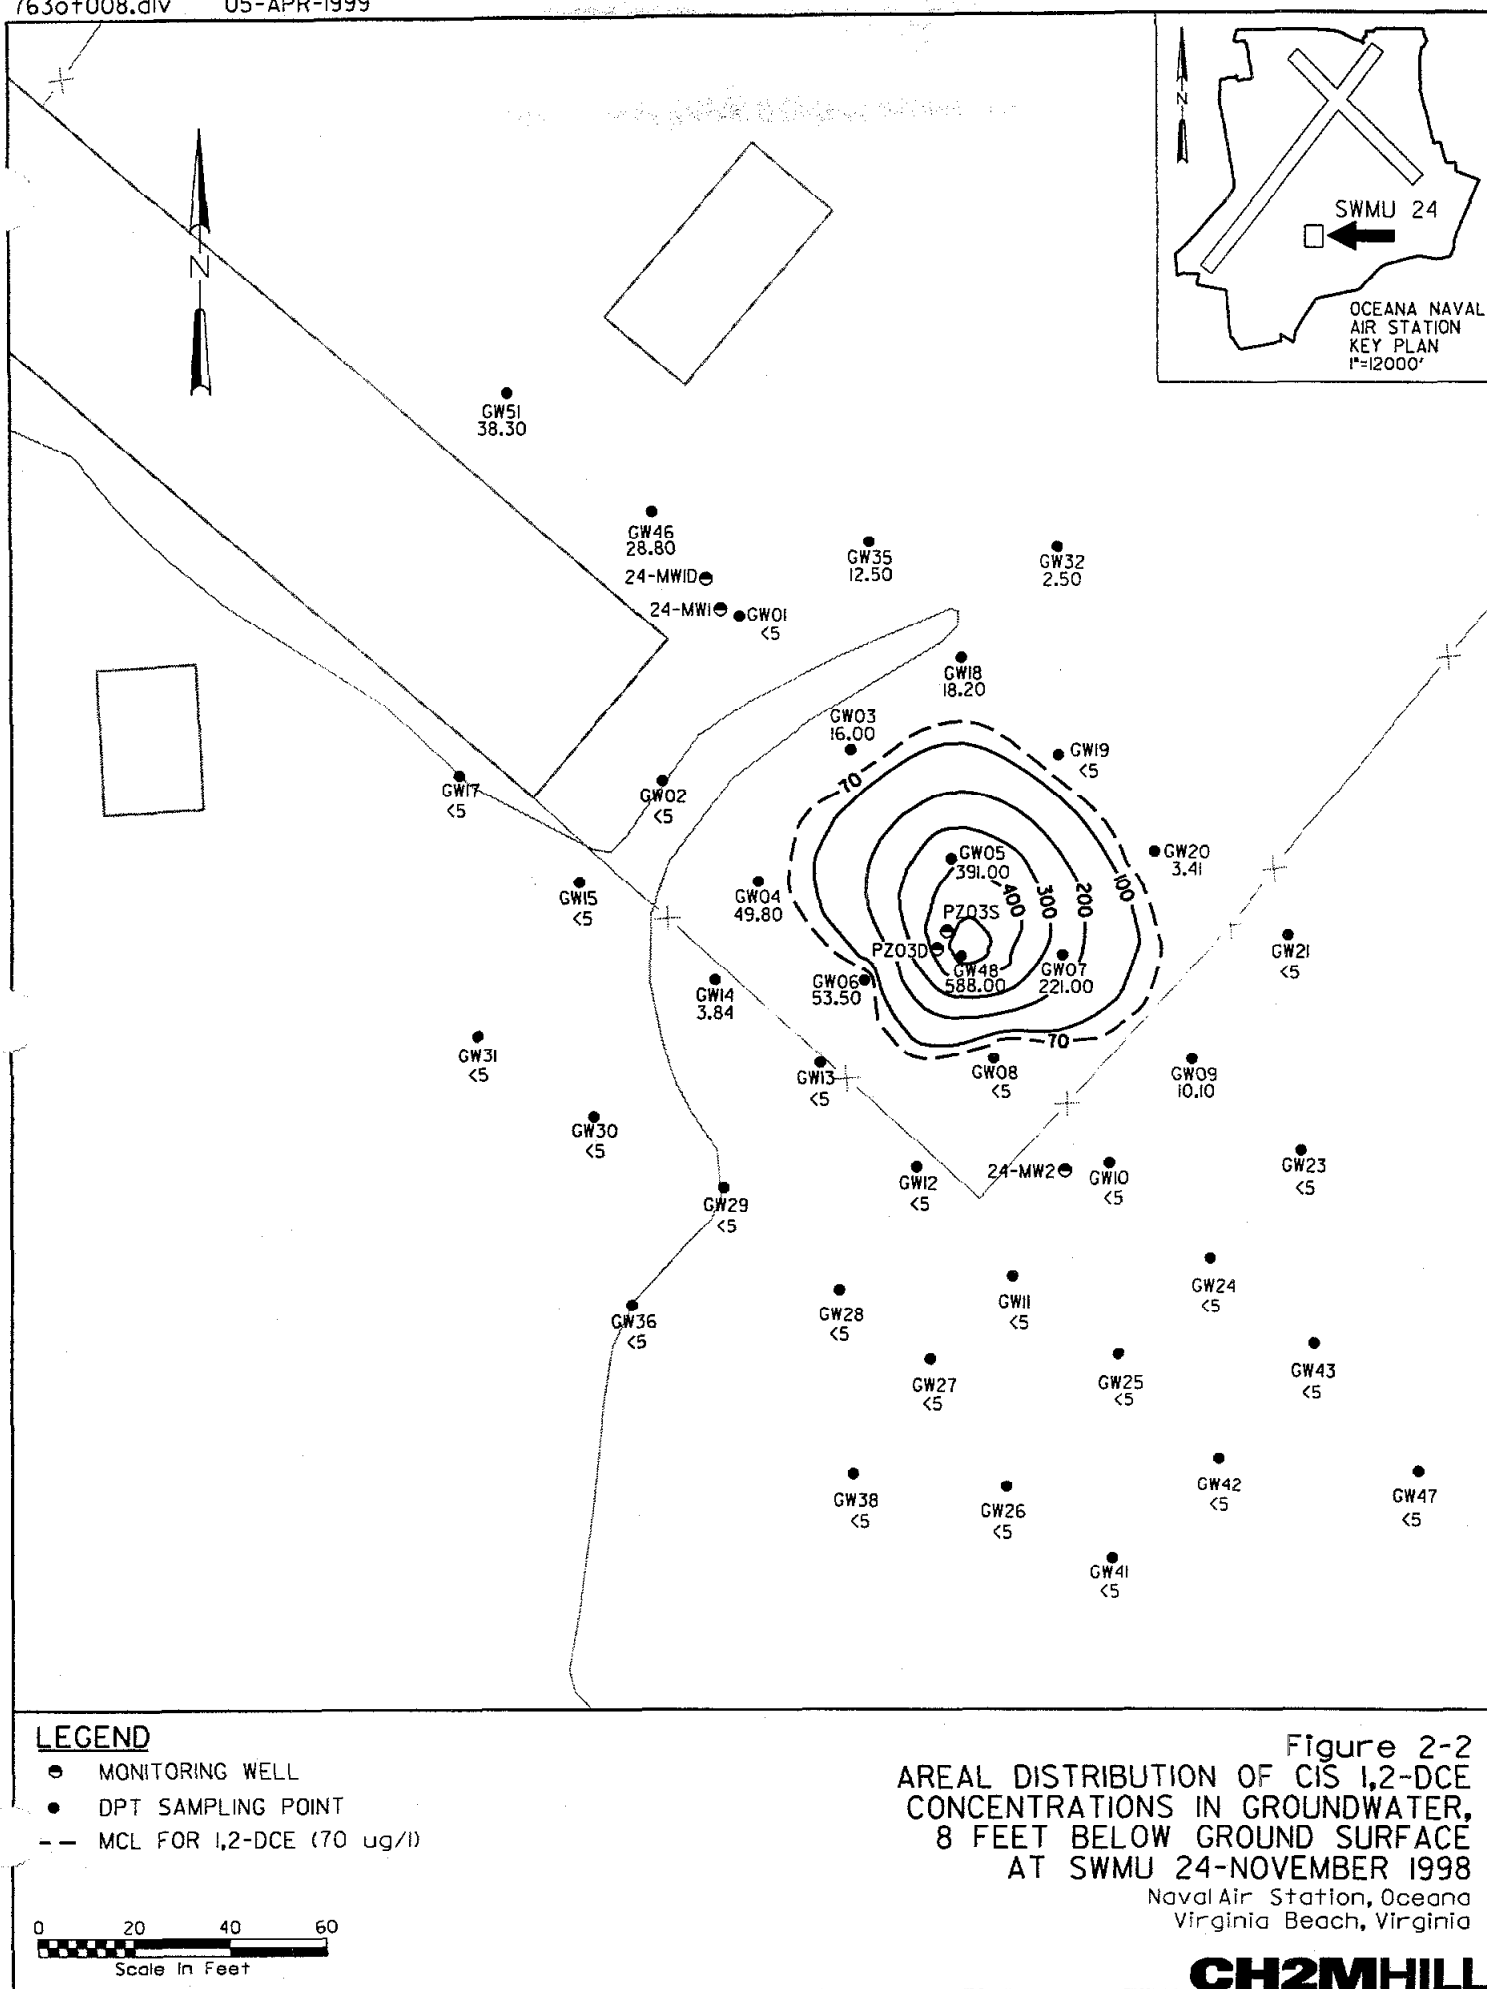 763ot008.div 05-APR-1999
N
N
SWMU 24
OCEANA NAVAL
AIR STATION
KEY PLAN
1"=12000'
GW51
38.30
GW46
28.80
24-MW1D
24-MW1
GW01
<5
GW35
12.50
GW32
2.50
GW18
18.20
GW03
16.00
GW19
<5
70
GW17
<5
GW02
<5
GW05
391.00
GW20
3.41
GW15
<5
GW04
49.80
400
300
200
100
PZ03S
PZ03D
GW48
588.00
GW07
221.00
GW21
<5
GW14
3.84
GW06
53.50
70
GW31
<5
GW13
<5
GW08
<5
GW09
10.10
GW30
<5
GW12
<5
24-MW2
GW10
<5
GW23
<5
GW29
<5
GW24
<5
GW36
<5
GW28
<5
GW11
<5
GW27
<5
GW25
<5
GW43
<5
GW38
<5
GW26
<5
GW42
<5
GW47
<5
GW41
<5
LEGEND
MONITORING WELL
DPT SAMPLING POINT
MCL FOR 1,2-DCE (70 ug/l)
0 20 40 60
Scale In Feet
Figure 2-2
AREAL DISTRIBUTION OF CIS 1,2-DCE
CONCENTRATIONS IN GROUNDWATER,
8 FEET BELOW GROUND SURFACE
AT SWMU 24-NOVEMBER 1998
Naval Air Station, Oceana
Virginia Beach, Virginia
CH2MHILL